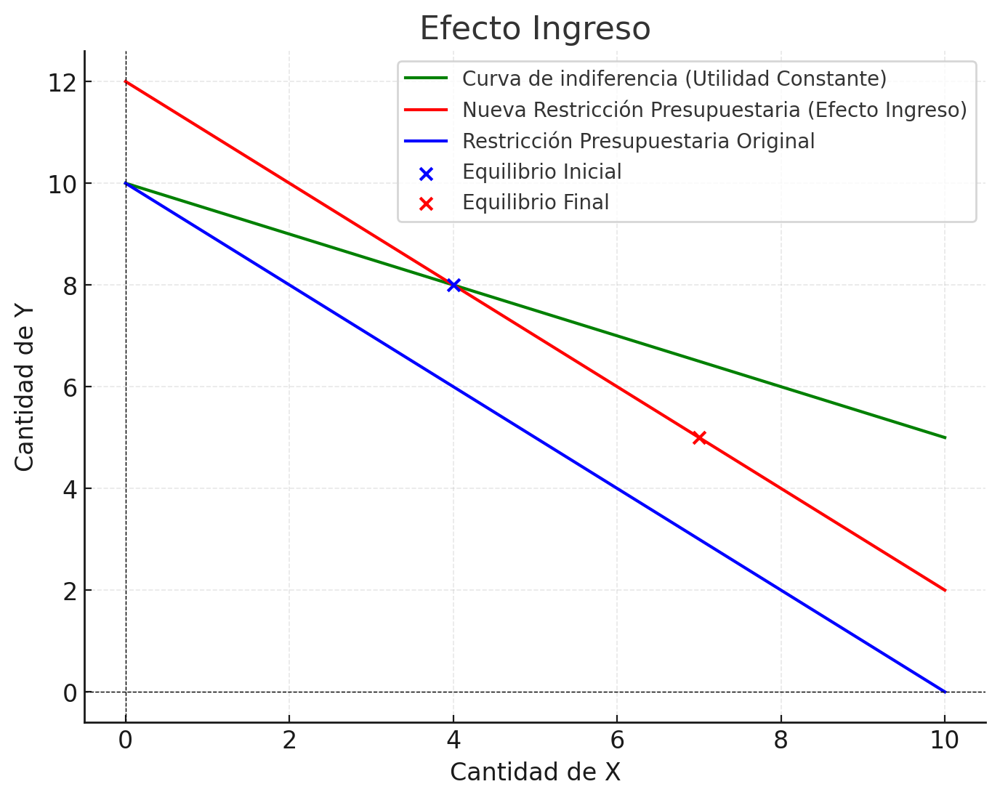 Efecto Ingreso
Curva de indiferencia (Utilidad Constante)
Nueva Restricción Presupuestaria (Efecto Ingreso)
Restricción Presupuestaria Original
Equilibrio Inicial
Equilibrio Final
12
10
8
6
4
2
0
Cantidad de Y
0 2 4 6 8 10
Cantidad de X